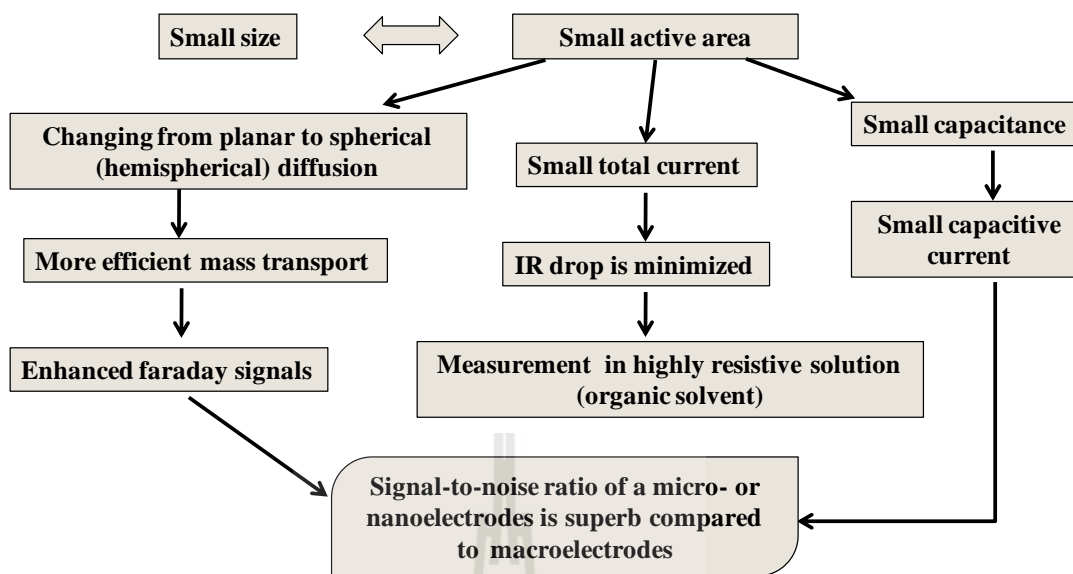 Small size
Small active area
Changing from planar to spherical
(hemispherical) diffusion
Small total current
Small capacitance
More efficient mass transport
IR drop is minimized
Small capacitive
current
Enhanced faraday signals
Measurement in highly resistive solution
(organic solvent)
Signal-to-noise ratio of a micro- or
nanoelectrodes is superb compared
to macroelectrodes